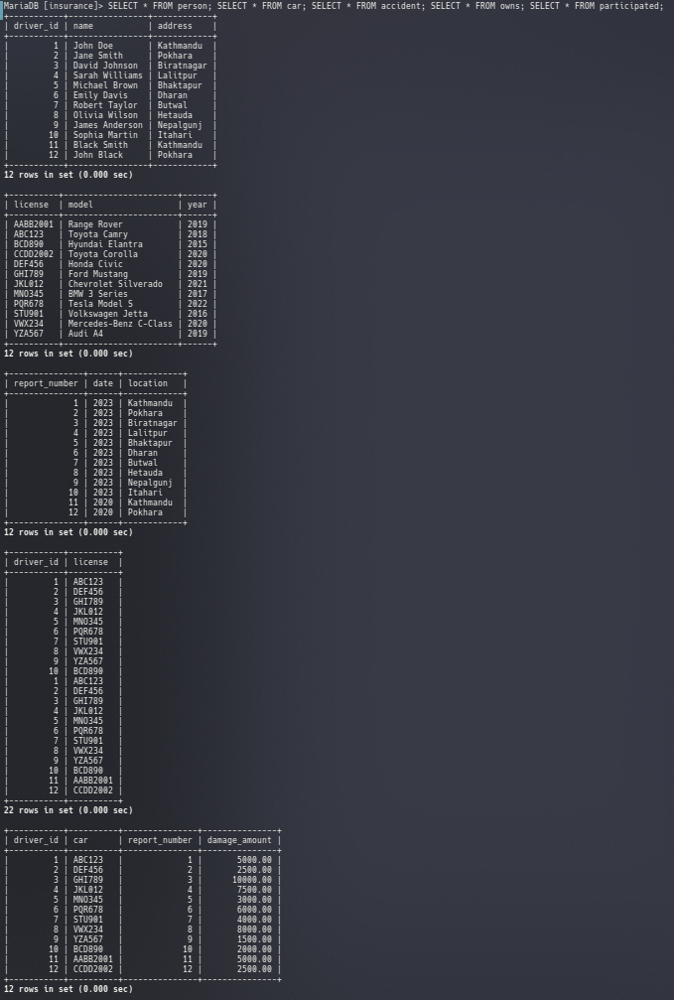 MariaDB [insurance]> SELECT * FROM person; SELECT * FROM car; SELECT * FROM accident; SELECT * FROM owns; SELECT * FROM participated;
+-----------+----------------+------------+
| driver_id | name           | address    |
+-----------+----------------+------------+
|         1 | John Doe       | Kathmandu  |
|         2 | Jane Smith     | Pokhara    |
|         3 | David Johnson  | Biratnagar |
|         4 | Sarah Williams | Lalitpur   |
|         5 | Michael Brown  | Bhaktapur  |
|         6 | Emily Davis    | Dharan     |
|         7 | Robert Taylor  | Butwal     |
|         8 | Olivia Wilson  | Hetauda    |
|         9 | James Anderson | Nepalgunj  |
|        10 | Sophia Martin  | Itahari    |
|        11 | Black Smith    | Kathmandu  |
|        12 | John Black     | Pokhara    |
+-----------+----------------+------------+
12 rows in set (0.000 sec)
+----------+-----------------------+------+
| license  | model                 | year |
+----------+-----------------------+------+
| AABB2001 | Range Rover           | 2019 |
| ABC123   | Toyota Camry          | 2018 |
| BCD890   | Hyundai Elantra       | 2015 |
| CCDD2002 | Toyota Corolla        | 2020 |
| DEF456   | Honda Civic           | 2020 |
| GHI789   | Ford Mustang          | 2019 |
| JKL012   | Chevrolet Silverado   | 2021 |
| MNO345   | BMW 3 Series          | 2017 |
| PQR678   | Tesla Model S         | 2022 |
| STU901   | Volkswagen Jetta      | 2016 |
| VWX234   | Mercedes-Benz C-Class | 2020 |
| YZA567   | Audi A4               | 2019 |
+----------+-----------------------+------+
12 rows in set (0.000 sec)
+---------------+------+------------+
| report_number | date | location   |
+---------------+------+------------+
|             1 | 2023 | Kathmandu  |
|             2 | 2023 | Pokhara    |
|             3 | 2023 | Biratnagar |
|             4 | 2023 | Lalitpur   |
|             5 | 2023 | Bhaktapur  |
|             6 | 2023 | Dharan     |
|             7 | 2023 | Butwal     |
|             8 | 2023 | Hetauda    |
|             9 | 2023 | Nepalgunj  |
|            10 | 2023 | Itahari    |
|            11 | 2020 | Kathmandu  |
|            12 | 2020 | Pokhara    |
+---------------+------+------------+
12 rows in set (0.000 sec)
+-----------+----------+
| driver_id | license  |
+-----------+----------+
|         1 | ABC123   |
|         2 | DEF456   |
|         3 | GHI789   |
|         4 | JKL012   |
|         5 | MNO345   |
|         6 | PQR678   |
|         7 | STU901   |
|         8 | VWX234   |
|         9 | YZA567   |
|        10 | BCD890   |
|         1 | ABC123   |
|         2 | DEF456   |
|         3 | GHI789   |
|         4 | JKL012   |
|         5 | MNO345   |
|         6 | PQR678   |
|         7 | STU901   |
|         8 | VWX234   |
|         9 | YZA567   |
|        10 | BCD890   |
|        11 | AABB2001 |
|        12 | CCDD2002 |
+-----------+----------+
22 rows in set (0.000 sec)
+-----------+----------+---------------+---------------+
| driver_id | car      | report_number | damage_amount |
+-----------+----------+---------------+---------------+
|         1 | ABC123   |             1 |       5000.00 |
|         2 | DEF456   |             2 |       2500.00 |
|         3 | GHI789   |             3 |      10000.00 |
|         4 | JKL012   |             4 |       7500.00 |
|         5 | MNO345   |             5 |       3000.00 |
|         6 | PQR678   |             6 |       6000.00 |
|         7 | STU901   |             7 |       4000.00 |
|         8 | VWX234   |             8 |       8000.00 |
|         9 | YZA567   |             9 |       1500.00 |
|        10 | BCD890   |            10 |       2000.00 |
|        11 | AABB2001 |            11 |       5000.00 |
|        12 | CCDD2002 |            12 |       2500.00 |
+-----------+----------+---------------+---------------+
12 rows in set (0.000 sec)